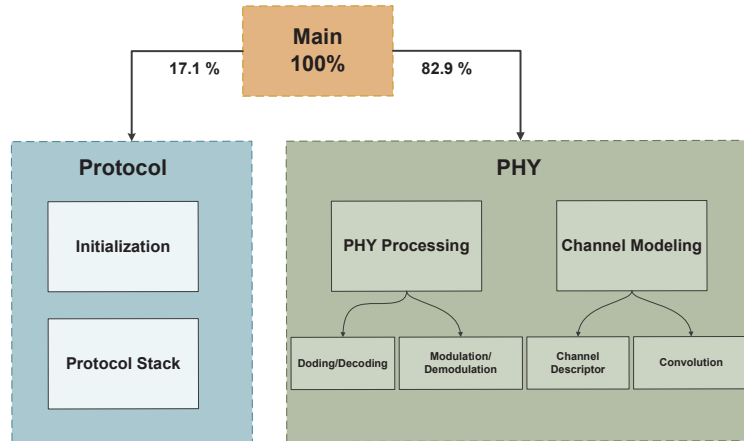 Main
100%
17.1 %
82.9 %
Protocol
Initialization
Protocol Stack
PHY
PHY Processing
Channel Modeling
Doding/Decoding
Modulation/
Demodulation
Channel
Descriptor
Convolution